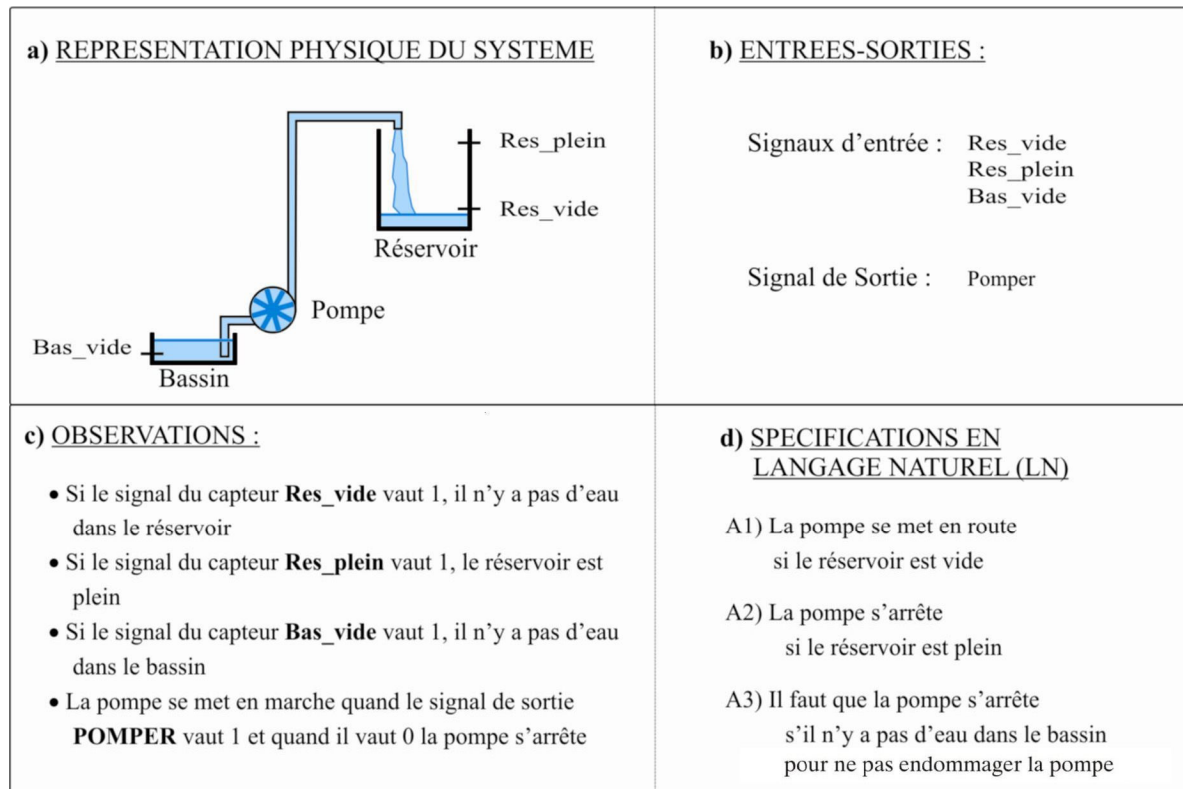 a) REPRESENTATION PHYSIQUE DU SYSTEME
Res_plein
Res_vide
Réservoir
Pompe
Bas_vide
Bassin
b) ENTREES-SORTIES :
Signaux d’entrée : Res_vide
Res_plein
Bas_vide
Signal de Sortie : Pomper
c) OBSERVATIONS :
• Si le signal du capteur Res_vide vaut 1, il n’y a pas d’eau
dans le réservoir
• Si le signal du capteur Res_plein vaut 1, le réservoir est
plein
• Si le signal du capteur Bas_vide vaut 1, il n’y a pas d’eau
dans le bassin
• La pompe se met en marche quand le signal de sortie
POMPER vaut 1 et quand il vaut 0 la pompe s’arrête
d) SPECIFICATIONS EN
LANGAGE NATUREL (LN)
A1) La pompe se met en route
si le réservoir est vide
A2) La pompe s’arrête
si le réservoir est plein
A3) Il faut que la pompe s’arrête
s’il n’y a pas d’eau dans le bassin
pour ne pas endommager la pompe